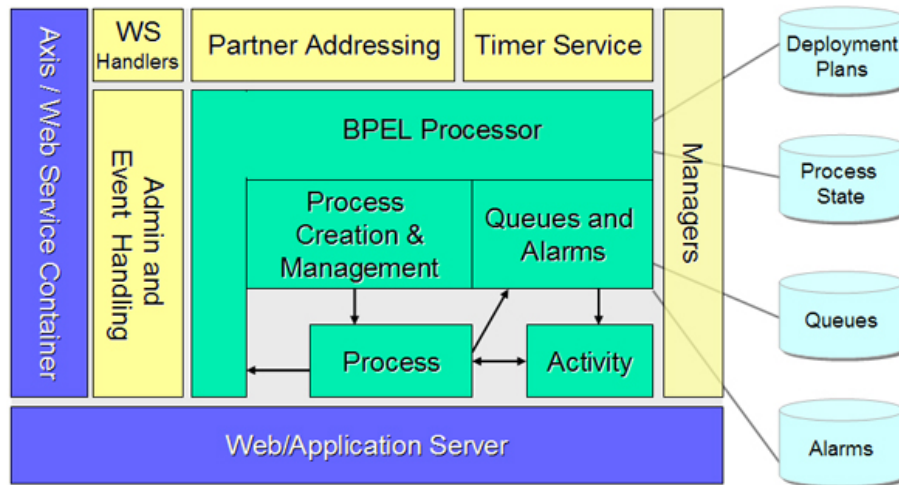 Axis / Web Service Container
WS
Handlers
Partner Addressing
Timer Service
Admin and
Event Handling
BPEL Processor
Process
Creation &
Management
Queues and
Alarms
Process
Activity
Managers
Web/Application Server
Deployment
Plans
Process
State
Queues
Alarms